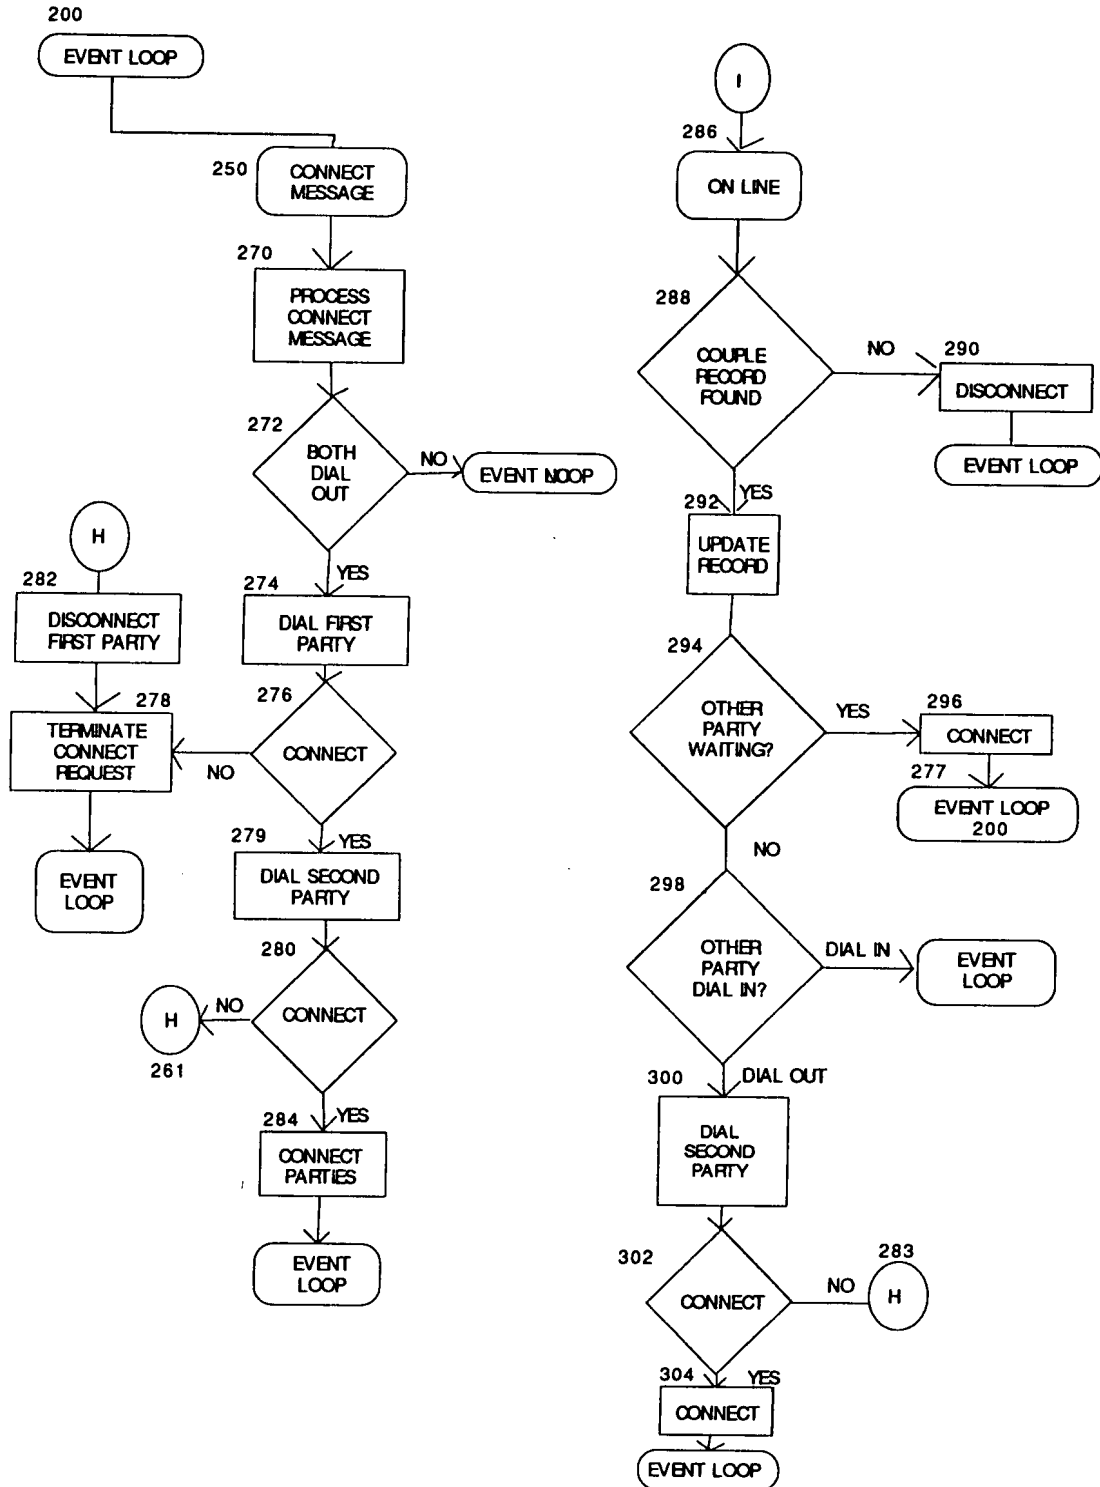 200
EVENT LOOP
250
CONNECT
MESSAGE
270
PROCESS
CONNECT
MESSAGE
272
BOTH
DIAL
OUT
NO
EVENT NOOP
YES
H
282
DISCONNECT
FIRST PARTY
274
DIAL FIRST
PARTY
278
TERMINATE
CONNECT
REQUEST
276
CONNECT
NO
EVENT
LOOP
279
YES
DIAL SECOND
PARTY
280
CONNECT
NO
H
261
284
YES
CONNECT
PARTIES
EVENT
LOOP
I
286
ON LINE
288
COUPLE
RECORD
FOUND
NO
290
DISCONNECT
EVENT LOOP
292
YES
UPDATE
RECORD
294
OTHER
PARTY
WAITING?
YES
296
CONNECT
277
EVENT LOOP
200
NO
298
OTHER
PARTY
DIAL IN?
DIAL IN
EVENT
LOOP
300
DIAL OUT
DIAL
SECOND
PARTY
302
CONNECT
NO
283
H
304
YES
CONNECT
EVENT LOOP